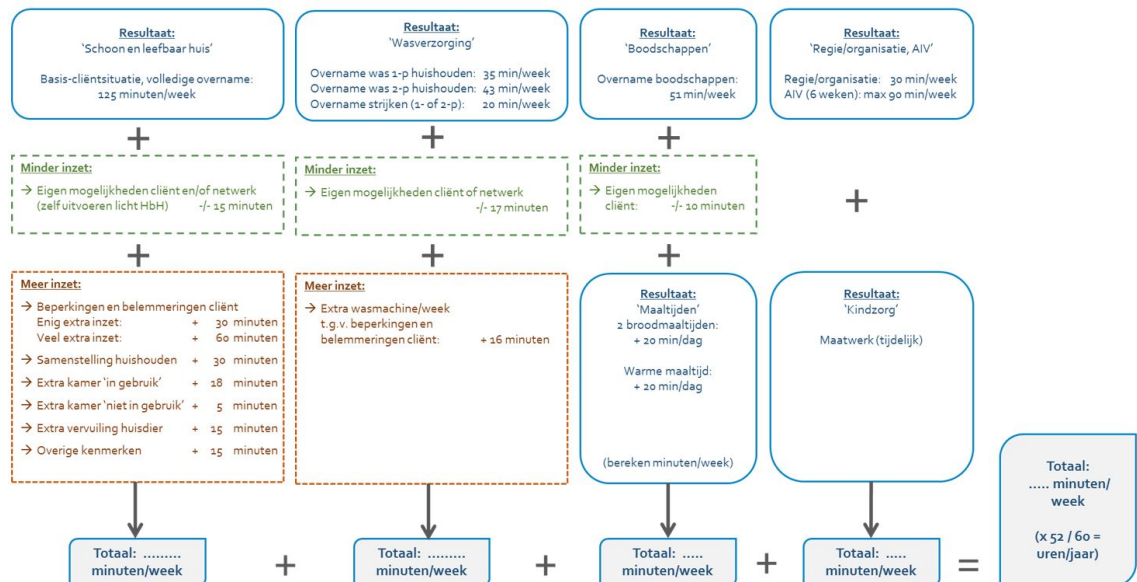 Resultaat:
'Schoon en leefbaar huis'
Basis-cliëntsituatie, volledige overname:
125 minuten/week
+
Minder inzet:
→ Eigen mogelijkheden cliënt en/of netwerk
(zelf uitvoeren licht HbH) -/- 15 minuten
+
Meer inzet:
→ Beperkingen en belemmeringen cliënt
Enig extra inzet: + 30 minuten
Veel extra inzet: + 60 minuten
→ Samenstelling huishouden + 30 minuten
→ Extra kamer 'in gebruik' + 18 minuten
→ Extra kamer 'niet in gebruik' + 5 minuten
→ Extra vervuiling huisdier + 15 minuten
→ Overige kenmerken + 15 minuten
Totaal: .........
minuten/week
+
Resultaat:
'Wasverzorging'
Overname was 1-p huishouden: 35 min/week
Overname was 2-p huishouden: 43 min/week
Overname strijken (1- of 2-p): 20 min/week
+
Minder inzet:
→ Eigen mogelijkheden cliënt of netwerk
-/- 17 minuten
+
Meer inzet:
→ Extra wasmachine/week
t.g.v. beperkingen en
belemmeringen cliënt: + 16 minuten
Totaal: .........
minuten/week
+
Resultaat:
'Boodschappen'
Overname boodschappen:
51 min/week
+
Minder inzet:
→ Eigen mogelijkheden
cliënt: -/- 10 minuten
+
Resultaat:
'Maaltijden'
2 broodmaaltijden:
+ 20 min/dag
Warme maaltijd:
+ 20 min/dag
(bereken minuten/week)
Totaal: .....
minuten/week
+
Resultaat:
'Regie/organisatie, AIV'
Regie/organisatie: 30 min/week
AIV (6 weken): max 90 min/week
+
Resultaat:
'Kindzorg'
Maatwerk (tijdelijk)
Totaal: .....
minuten/week
=
Totaal:
..... minuten/
week
(x 52 / 60 =
uren/jaar)